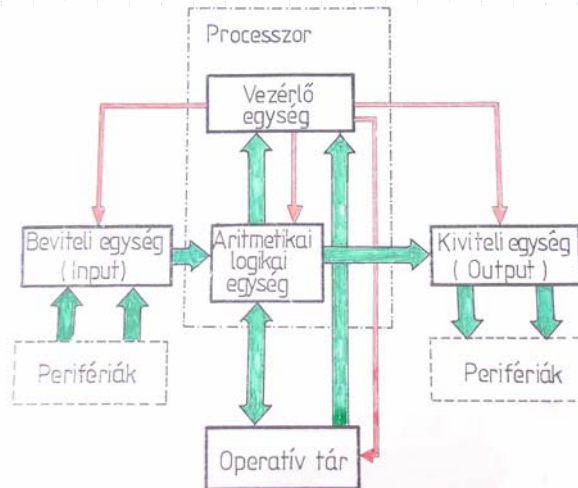 Processzor
Vezérlő
egység
Beviteli egység
(Input)
Aritmetikai
logikai
egység
Kiviteli egység
( Output )
Perifériák
Perifériák
Operatív tár